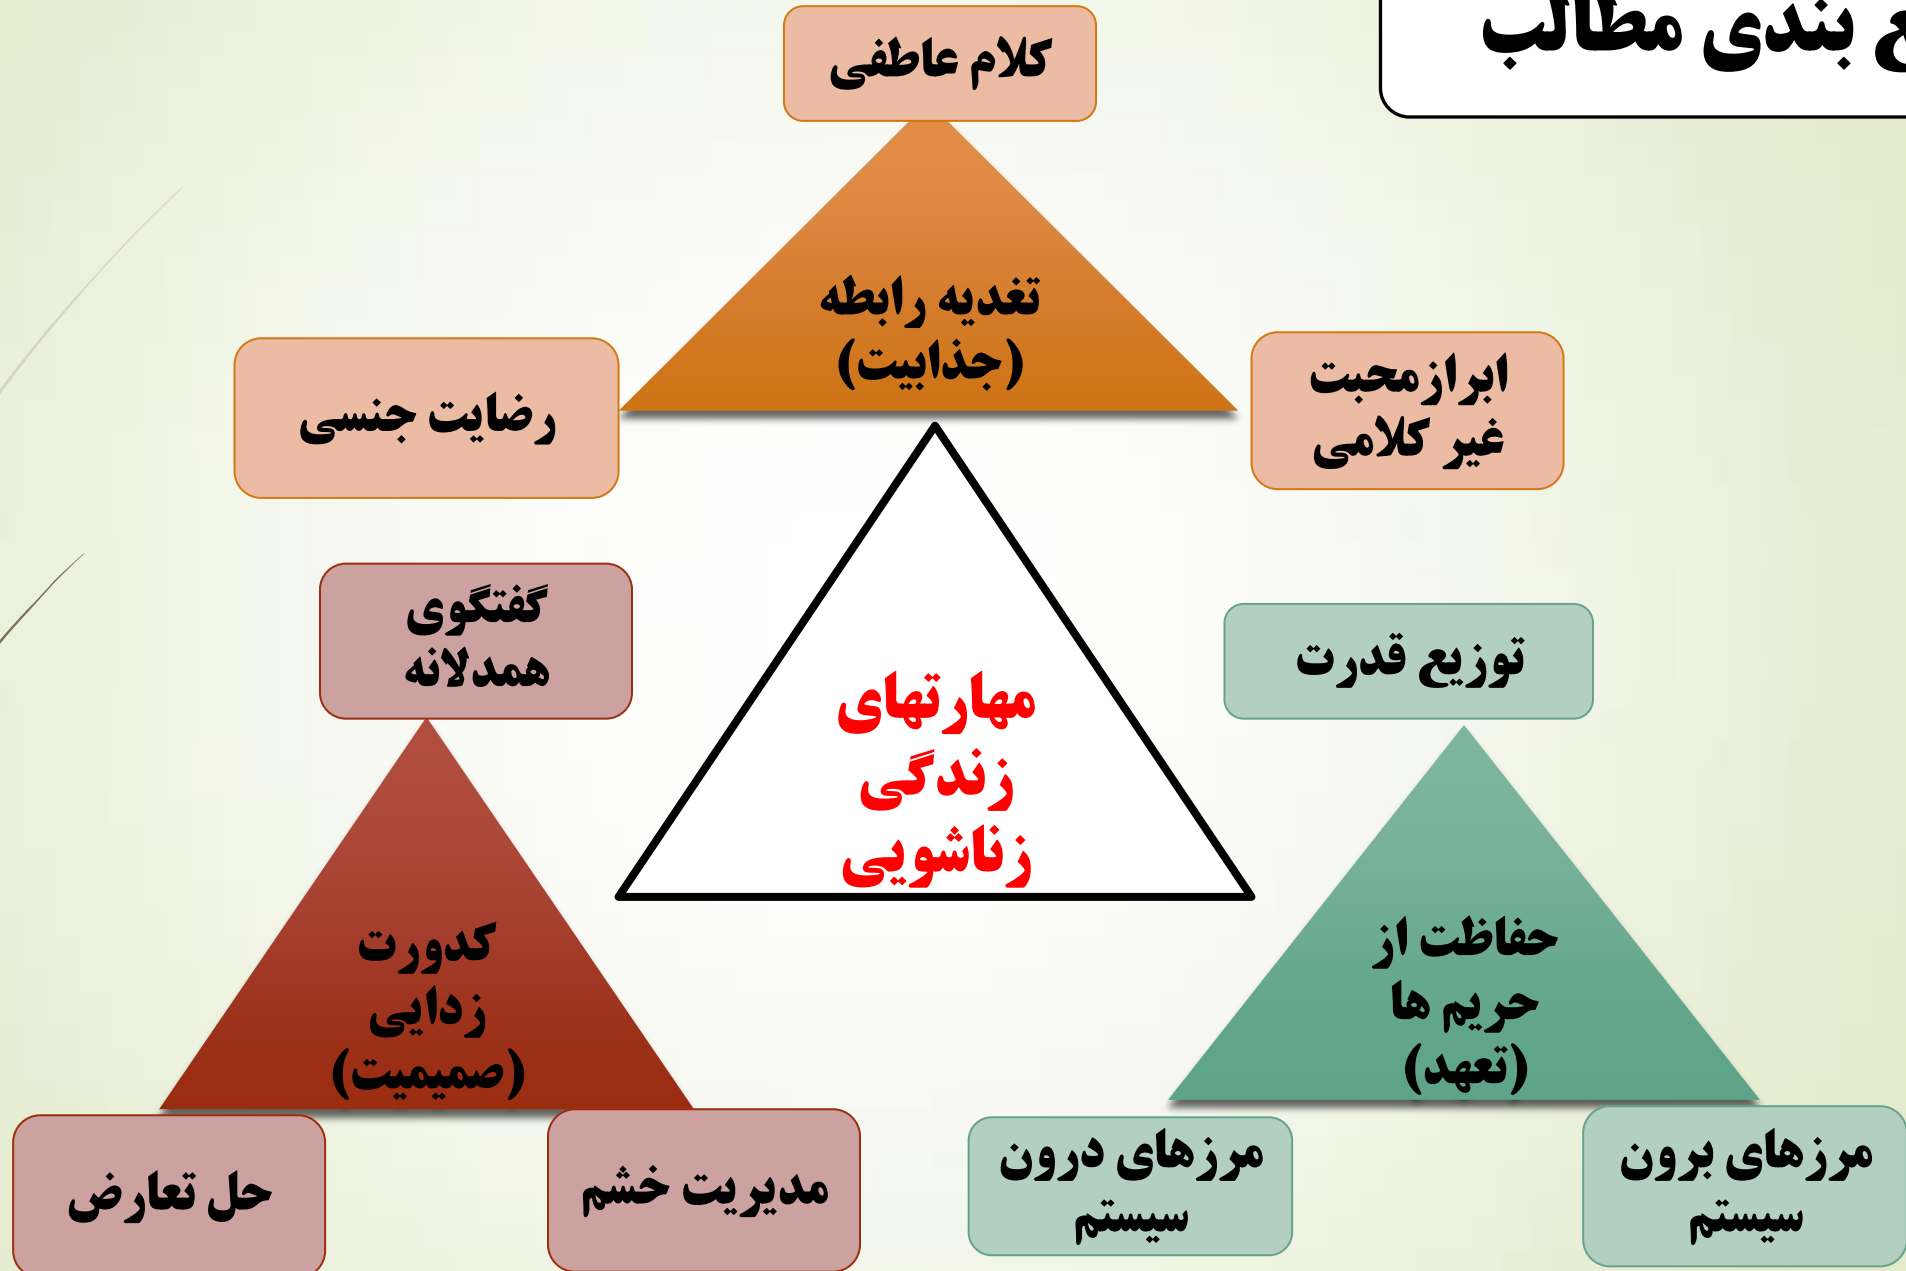 بندی مطالب
کلام عاطفی
تغدیه رابطه
(جذابیت)
ابرازمحبت
غیر کلامی
رضایت جنسی
مهارتهای
زندگی
زناشویی
توزیع قدرت
حفاظت از
حریم ها
(تعهد)
مرزهای برون
سیستم
مرزهای درون
سیستم
گفتگوی
همدلانه
کدورت
زدایی
(صمیمیت)
مدیریت خشم
حل تعارض